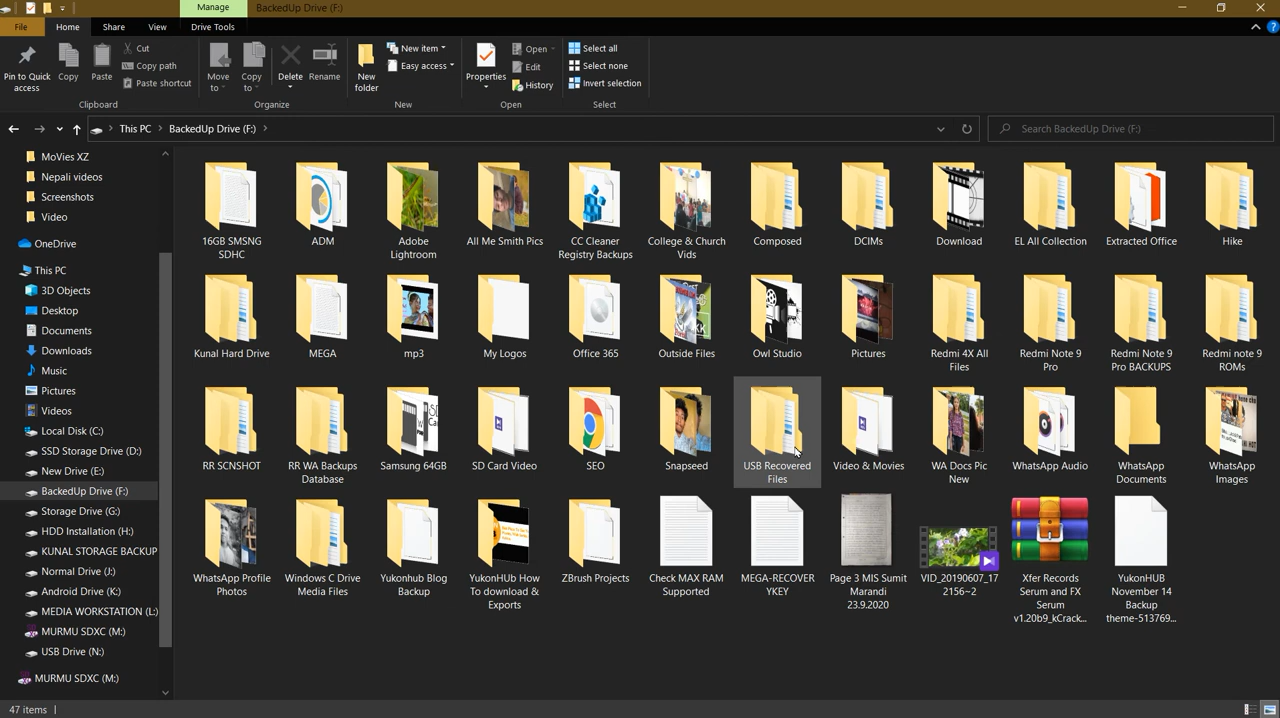 Manage
BackedUp Drive (F:)
File
Home
Share
View
Drive Tools
Pin to Quick
access
Copy
Paste
Cut
Copy path
Paste shortcut
Clipboard
Move
to
Copy
to
Delete
Rename
Organize
New
folder
New item
Easy access
New
Properties
Open
Edit
History
Open
Select all
Select none
Invert selection
Select
This PC
BackedUp Drive (F:)
Search BackedUp Drive (F:)
MoVies XZ
Nepali videos
Screenshots
Video
OneDrive
This PC
3D Objects
Desktop
Documents
Downloads
Music
Pictures
Videos
Local Disk (C:)
SSD Storage Drive (D:)
New Drive (E:)
BackedUp Drive (F:)
Storage Drive (G:)
HDD Installation (H:)
KUNAL STORAGE BACKUP
Normal Drive (J:)
Android Drive (K:)
MEDIA WORKSTATION (L:)
MURMU SDXC (M:)
USB Drive (N:)
MURMU SDXC (M:)
16GB SMSNG
SDHC
ADM
Adobe
Lightroom
All Me Smith Pics
CC Cleaner
Registry Backups
College & Church
Vids
Composed
DCIMs
Download
EL All Collection
Extracted Office
Hike
Kunal Hard Drive
MEGA
mp3
My Logos
Office 365
Outside Files
Owl Studio
Pictures
Redmi 4X All
Files
Redmi Note 9
Pro
Redmi Note 9
Pro BACKUPS
Redmi note 9
ROMs
RR SCNSHOT
RR WA Backups
Database
Samsung 64GB
SD Card Video
SEO
Snapseed
USB Recovered
Files
Video & Movies
WA Docs Pic
New
WhatsApp Audio
WhatsApp
Documents
WhatsApp
Images
WhatsApp Profile
Photos
Windows C Drive
Media Files
Yukonhub Blog
Backup
YukonHUb How
To download &
Exports
ZBrush Projects
Check MAX RAM
Supported
MEGA-RECOVER
YKEY
Page 3 MIS Sumit
Marandi
23.9.2020
VID_20190607_17
2156~2
Xfer Records
Serum and FX
Serum
v1.20b9_kCrack...
YukonHUB
November 14
Backup
theme-513769...
47 items